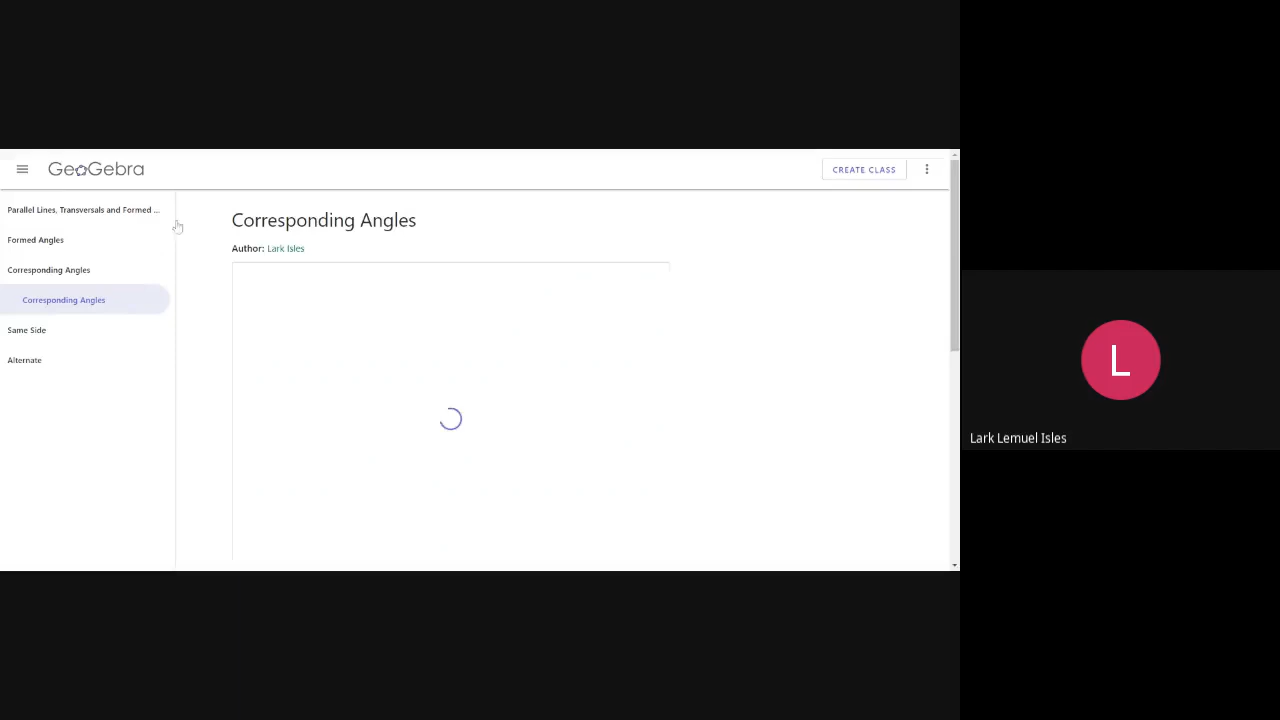 GeoGebra
CREATE CLASS
Parallel Lines, Transversals and Formed ...
Formed Angles
Corresponding Angles
Corresponding Angles
Same Side
Alternate
Corresponding Angles
Author: Lark Isles
L
Lark Lemuel Isles